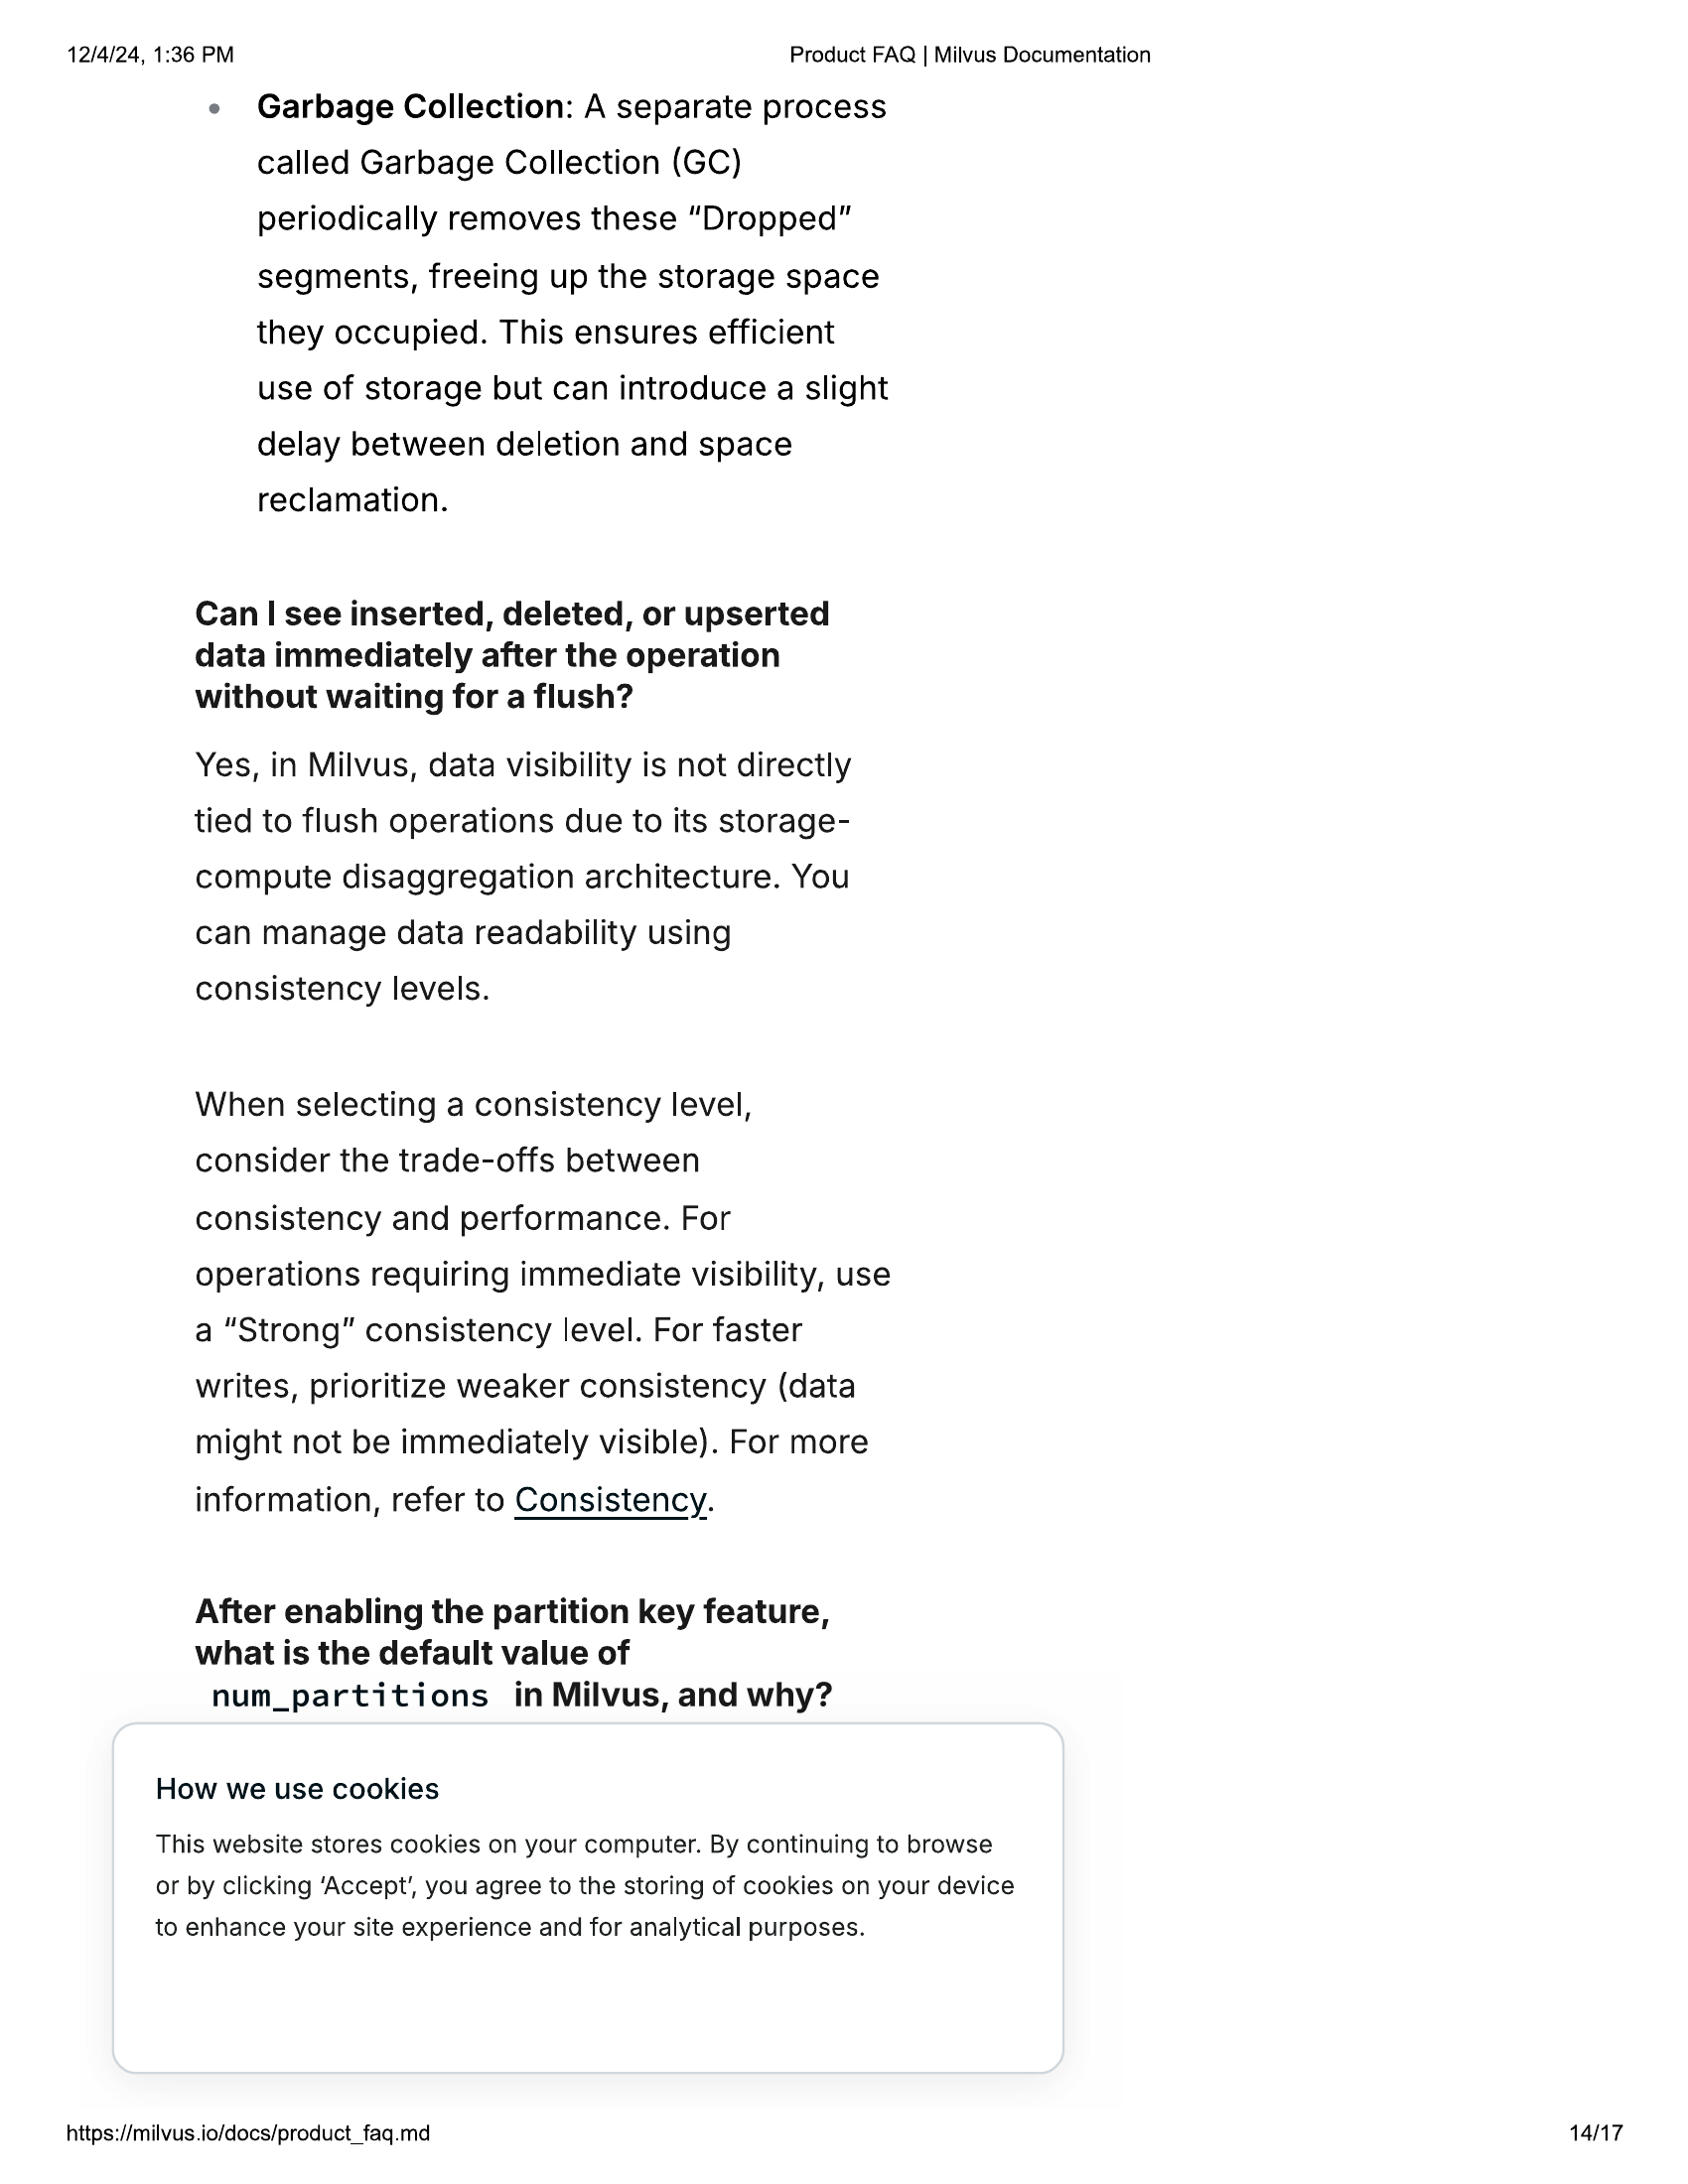 12/4/24, 1:36 PM
Product FAQ | Milvus Documentation
• Garbage Collection: A separate process
called Garbage Collection (GC)
periodically removes these “Dropped”
segments, freeing up the storage space
they occupied. This ensures efficient
use of storage but can introduce a slight
delay between deletion and space
reclamation.
Can I see inserted, deleted, or upserted
data immediately after the operation
without waiting for a flush?
Yes, in Milvus, data visibility is not directly
tied to flush operations due to its storage-
compute disaggregation architecture. You
can manage data readability using
consistency levels.
When selecting a consistency level,
consider the trade-offs between
consistency and performance. For
operations requiring immediate visibility, use
a “Strong” consistency level. For faster
writes, prioritize weaker consistency (data
might not be immediately visible). For more
information, refer to Consistency.
After enabling the partition key feature,
what is the default value of
num_partitions in Milvus, and why?
How we use cookies
This website stores cookies on your computer. By continuing to browse
or by clicking ‘Accept’, you agree to the storing of cookies on your device
to enhance your site experience and for analytical purposes.
https://milvus.io/docs/product_faq.md
14/17